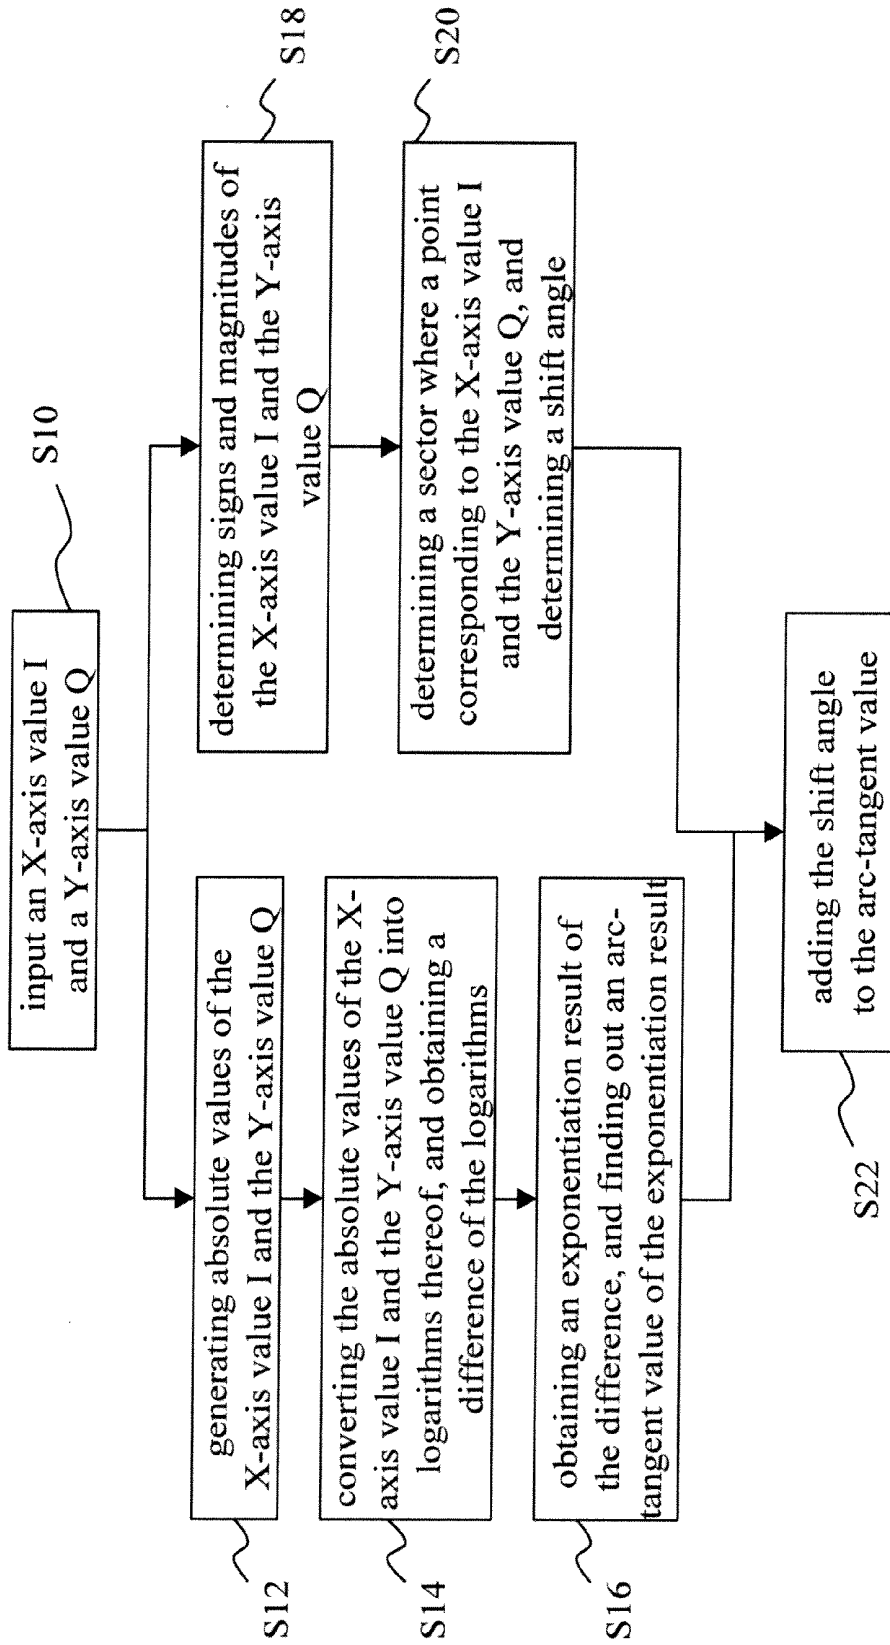 input an X-axis value I
and a Y-axis value Q
S10
generating absolute values of the
X-axis value I and the Y-axis value Q
S12
converting the absolute values of the X-
axis value I and the Y-axis value Q into
logarithms thereof, and obtaining a
difference of the logarithms
S14
obtaining an exponentiation result of
the difference, and finding out an arc-
tangent value of the exponentiation result
S16
determining signs and magnitudes of
the X-axis value I and the Y-axis
value Q
S18
determining a sector where a point
corresponding to the X-axis value I
and the Y-axis value Q, and
determining a shift angle
S20
adding the shift angle
to the arc-tangent value
S22